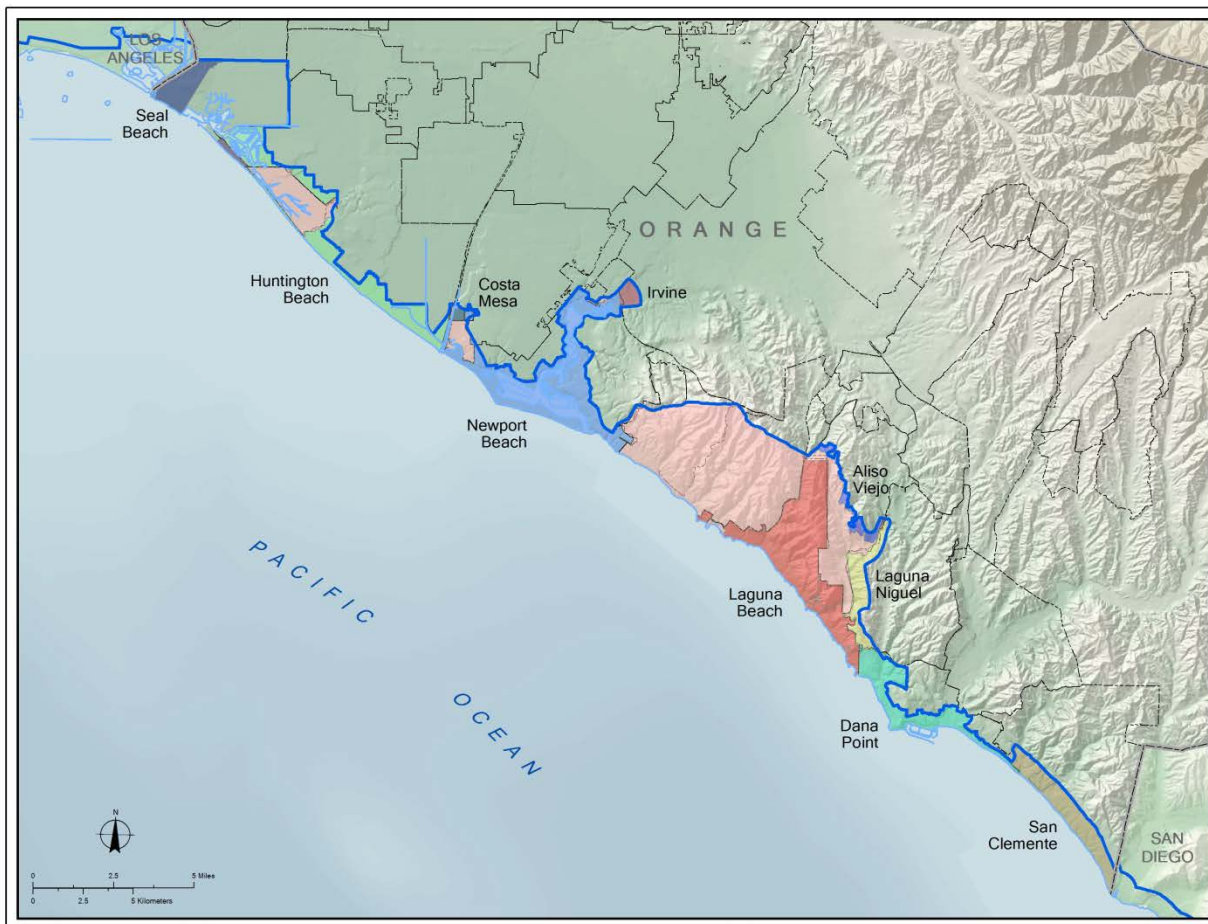 LOS
ANGELES
Seal
Beach
ORANGE
Huntington
Beach
Costa
Mesa
Irvine
Newport
Beach
Aliso
Viejo
PACIFIC
OCEAN
Laguna
Beach
Laguna
Niguel
Dana
Point
San
Clemente
SAN
DIEGO
N
0 2.5 5 Miles
0 2.5 5 Kilometers